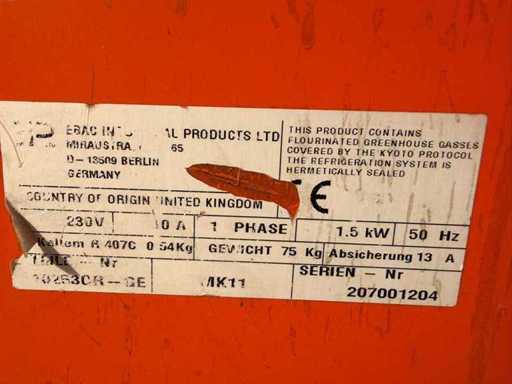 EBAC IN AL PRODUCTS LTD
MIRAUSTRA 65
D-13509 BERLIN
GERMANY
THIS PRODUCT CONTAINS
FLOURINATED GREENHOUSE GASSES
COVERED BY THE KYOTO PROTOCOL
THE REFRIGERATION SYSTEM IS
HERMETICALLY SEALED
CE
COUNTRY OF ORIGIN UNITED KINGDOM
230V 10 A 1 PHASE 1.5 kW 50 Hz
R 407C 0 54Kg GEWICHT 75 Kg Absicherung 13 A
TEILE - Nr SERIEN - Nr
MK11 207001204